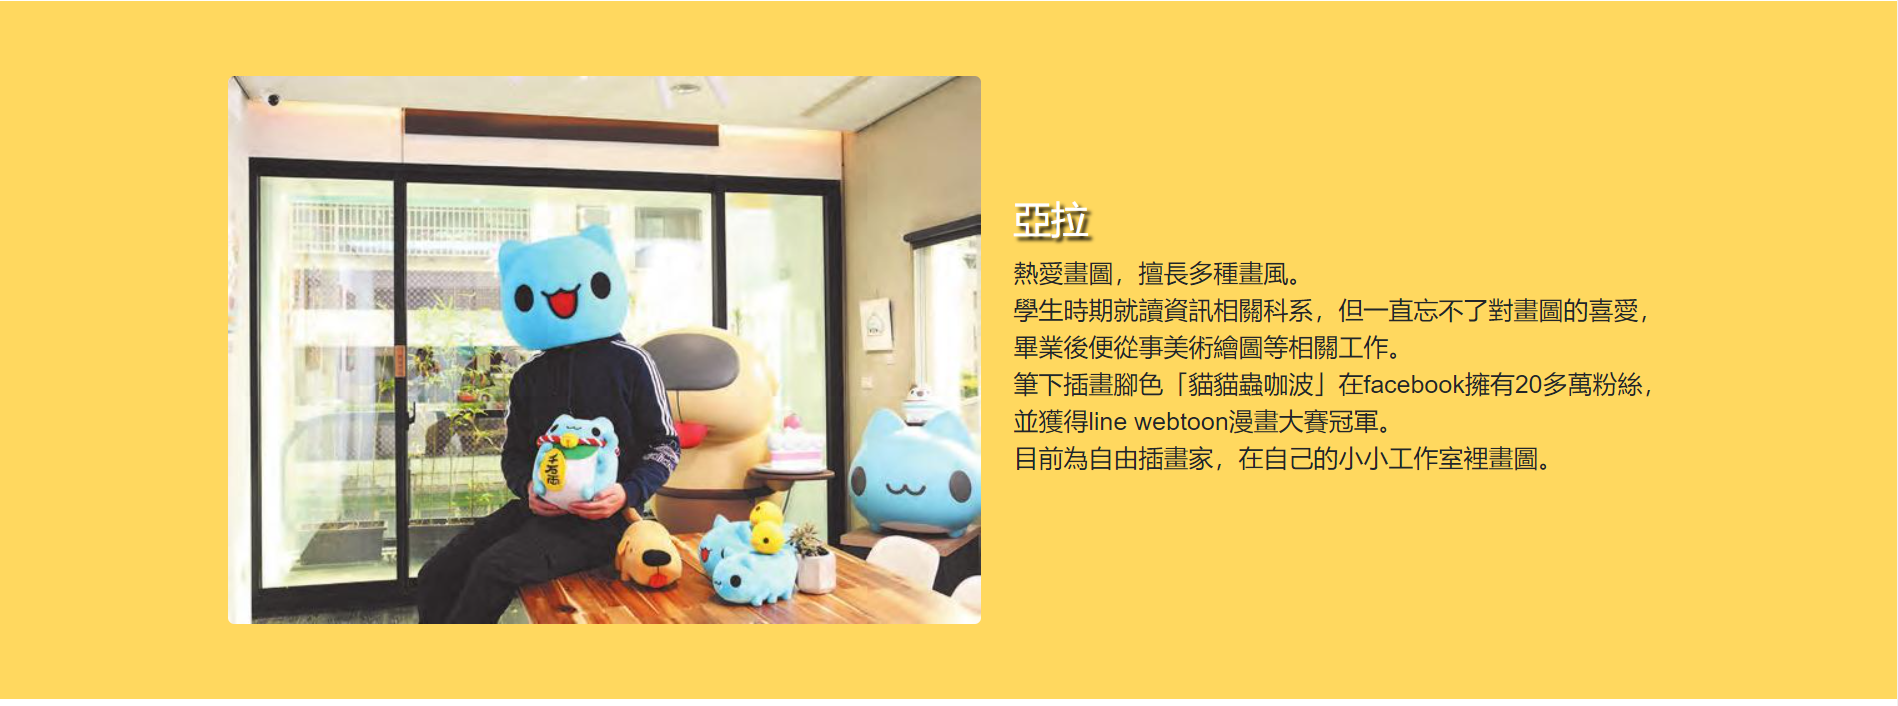 亞拉
熱愛畫圖，擅長多種畫風。
學生時期就讀資訊相關科系，但一直忘不了對畫圖的喜愛，
畢業後便從事美術繪圖等相關工作。
筆下插畫腳色「貓貓蟲咖波」在facebook擁有20多萬粉絲，
並獲得line webtoon漫畫大賽冠軍。
目前為自由插畫家，在自己的小小工作室裡畫圖。